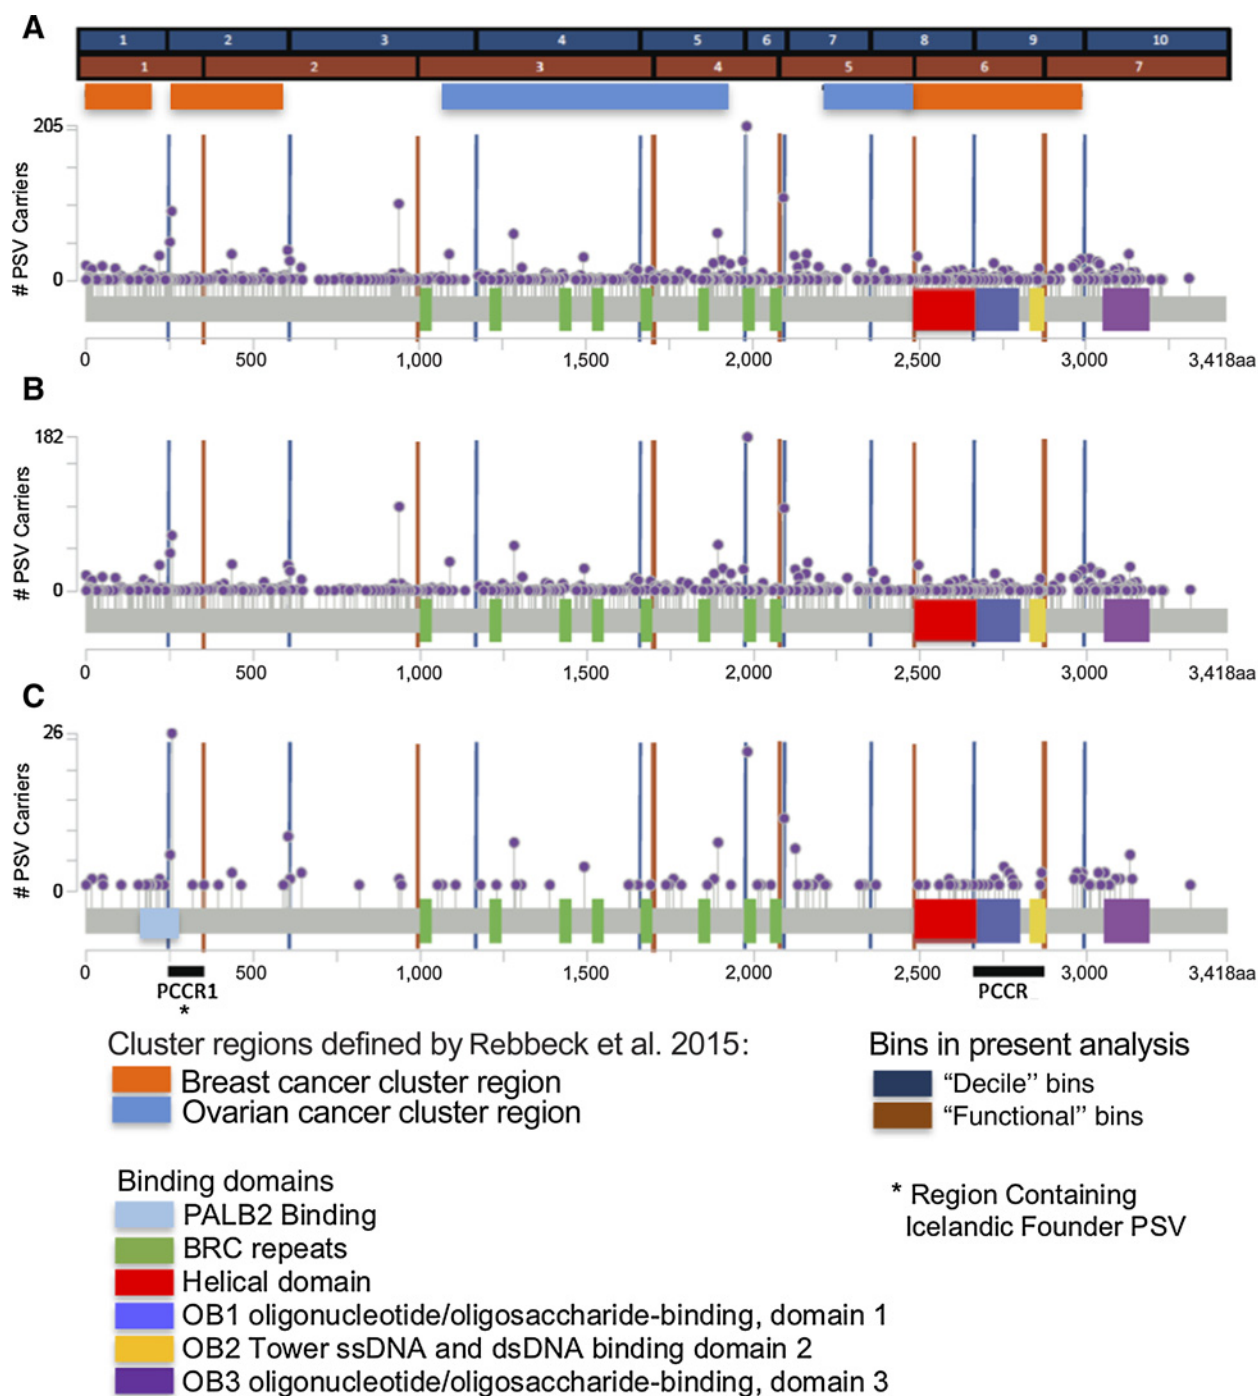 A
1 2 3 4 5 6 7 8 9 10
1 2 3 4 5 6 7
205
# PSV Carriers
0
0 500 1,000 1,500 2,000 2,500 3,000 3,418aa
B
182
# PSV Carriers
0
0 500 1,000 1,500 2,000 2,500 3,000 3,418aa
C
26
# PSV Carriers
0
0 500 1,000 1,500 2,000 2,500 3,000 3,418aa
PCCR1 PCCR
*
Cluster regions defined by Rebbeck et al. 2015:
Breast cancer cluster region
Ovarian cancer cluster region
Bins in present analysis
“Decile” bins
“Functional” bins
Binding domains
PALB2 Binding
BRC repeats
Helical domain
OB1 oligonucleotide/oligosaccharide-binding, domain 1
OB2 Tower ssDNA and dsDNA binding domain 2
OB3 oligonucleotide/oligosaccharide-binding, domain 3
* Region Containing
Icelandic Founder PSV